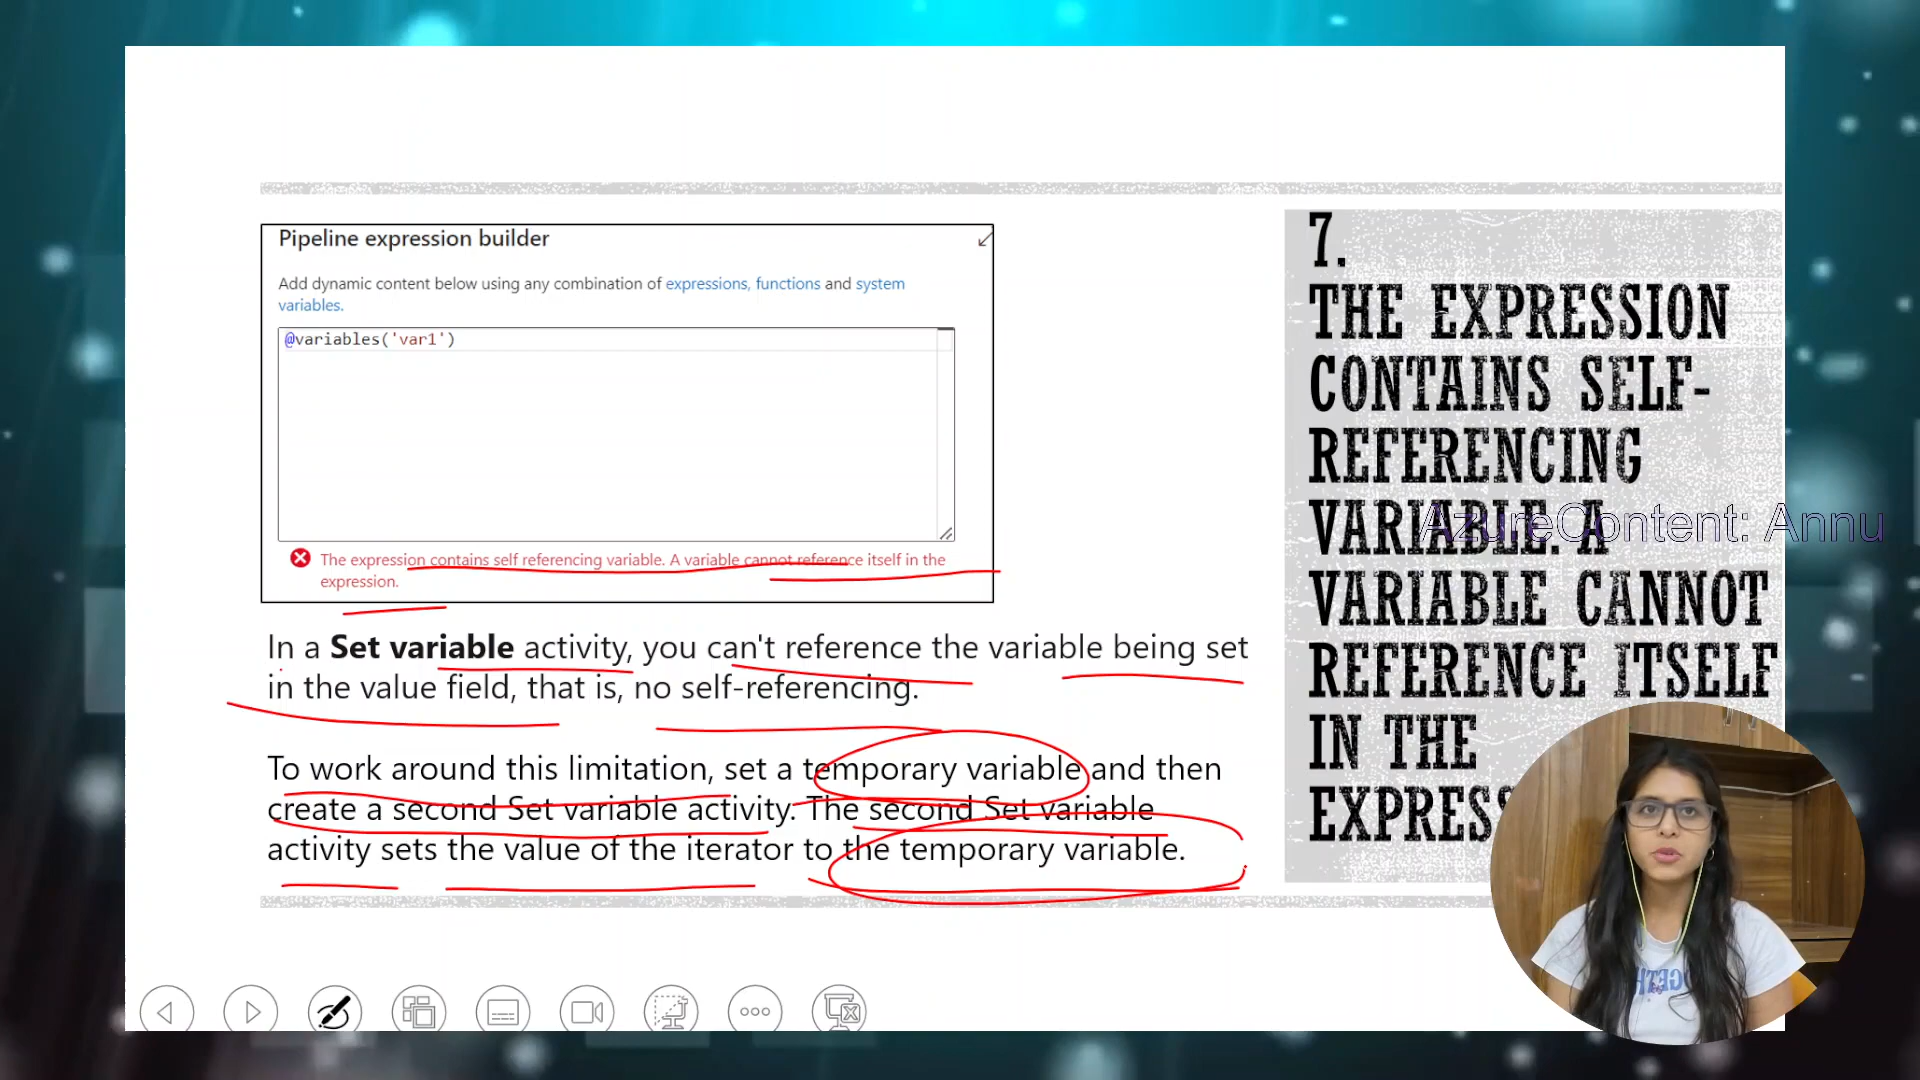 Pipeline expression builder
Add dynamic content below using any combination of expressions, functions and system
variables.
@variables('var1')
The expression contains self referencing variable. A variable cannot reference itself in the
expression.
In a Set variable activity, you can't reference the variable being set
in the value field, that is, no self-referencing.
To work around this limitation, set a temporary variable and then
create a second Set variable activity. The second Set variable
activity sets the value of the iterator to the temporary variable.
7.
THE EXPRESSION
CONTAINS SELF-
REFERENCING
VARIABLE. A
AzureContent: Annu
VARIABLE CANNOT
REFERENCE ITSELF
IN THE
EXPRESS